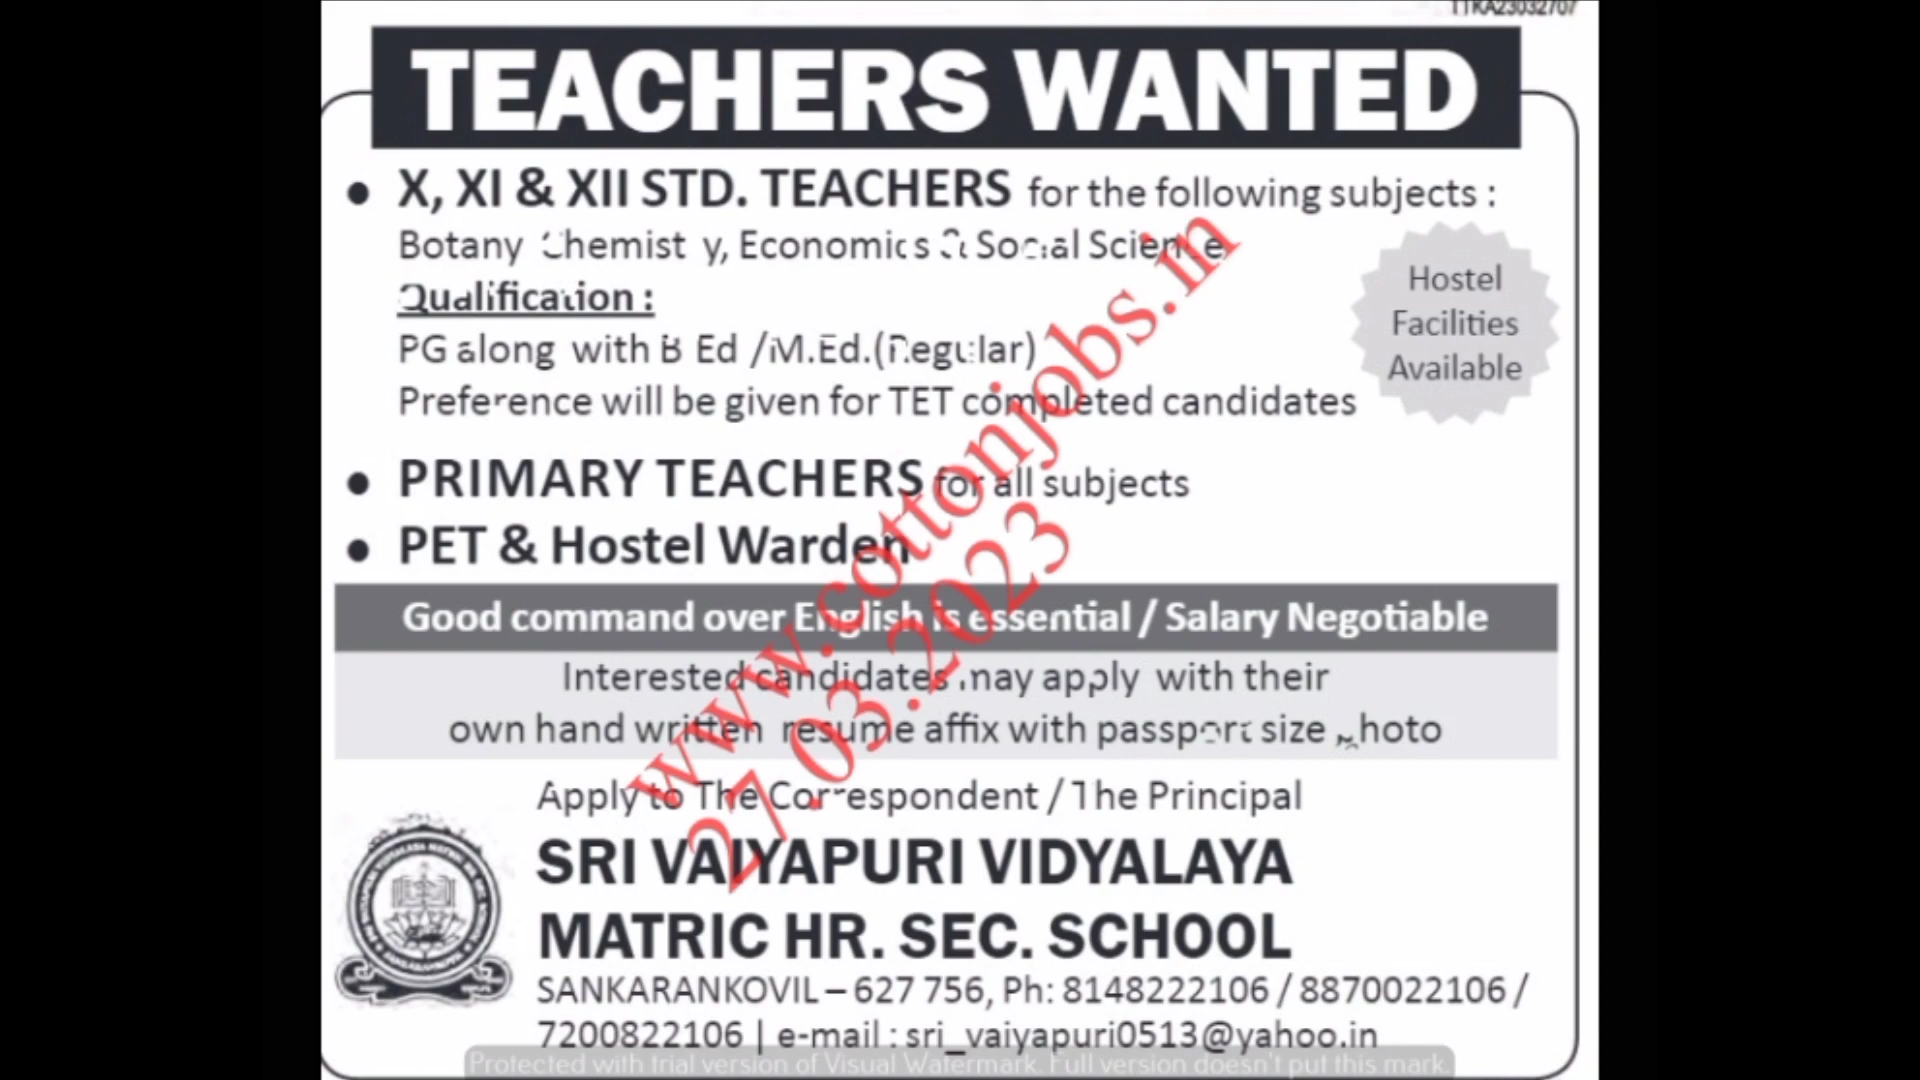 TTKA23032707
TEACHERS WANTED
• X, XI & XII STD. TEACHERS for the following subjects :
Botany Chemistry, Economics & Social Science
Qualification :
PG along with B Ed /M.Ed.(Regular)
Preference will be given for TET completed candidates
Hostel
Facilities
Available
• PRIMARY TEACHERS for all subjects
• PET & Hostel Warden
Good command over English is essential / Salary Negotiable
Interested candidates may apply with their
own hand written resume affix with passport size photo
Apply to The Correspondent / The Principal
SRI VAIYAPURI VIDYALAYA
MATRIC HR. SEC. SCHOOL
SANKARANKOVIL – 627 756, Ph: 8148222106 / 8870022106 /
7200822106 | e-mail : sri_vaiyapuri0513@yahoo.in
www.cottonjobs.in
27.03.2023
Protected with trial version of Visual Watermark. Full version doesn't put this mark.